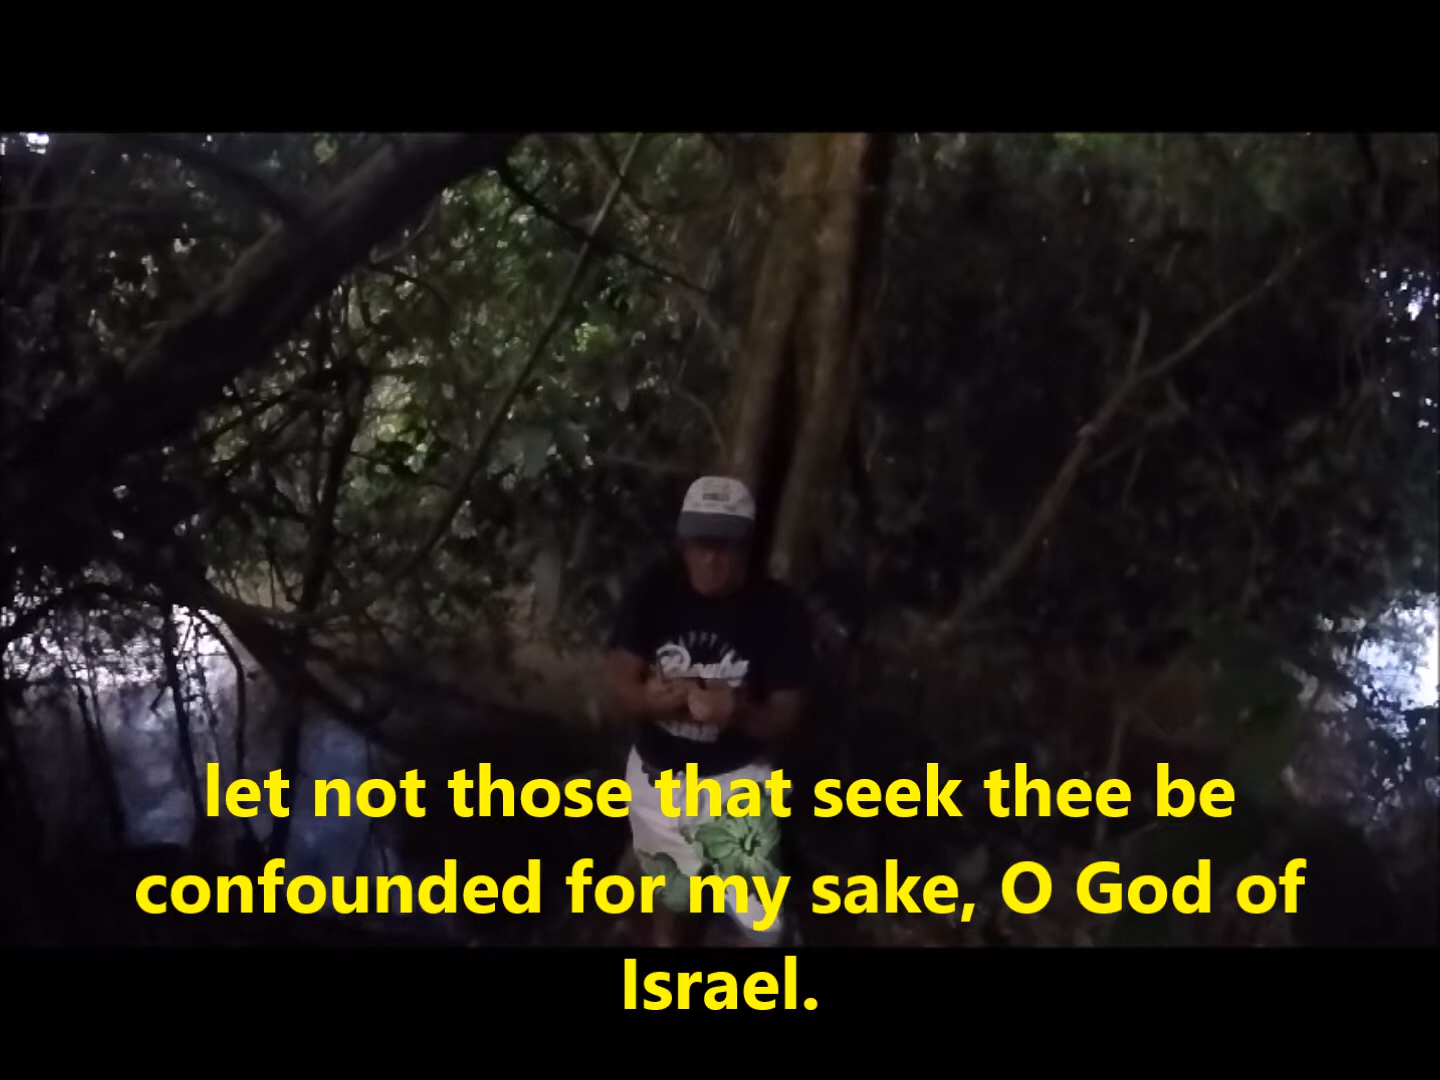 let not those that seek thee be
confounded for my sake, O God of
Israel.